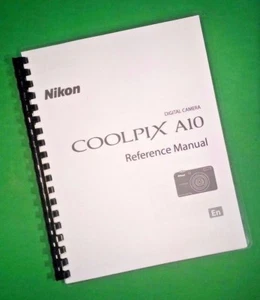 Nikon
DIGITAL CAMERA
COOLPIX A10
Reference Manual
En